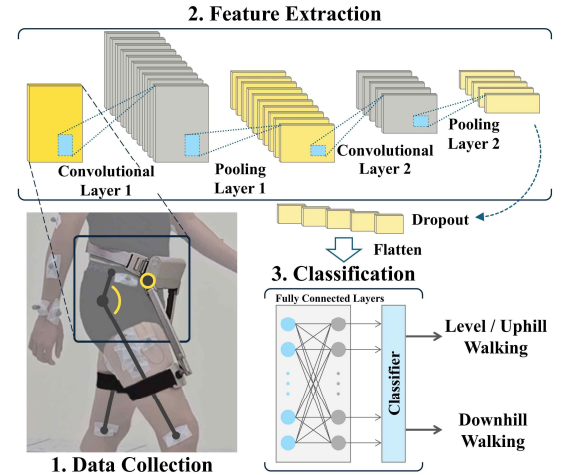 2. Feature Extraction
Convolutional
Layer 1
Pooling
Layer 1
Convolutional
Layer 2
Pooling
Layer 2
Dropout
Flatten
3. Classification
Fully Connected Layers
Classifier
Level / Uphill
Walking
Downhill
Walking
1. Data Collection